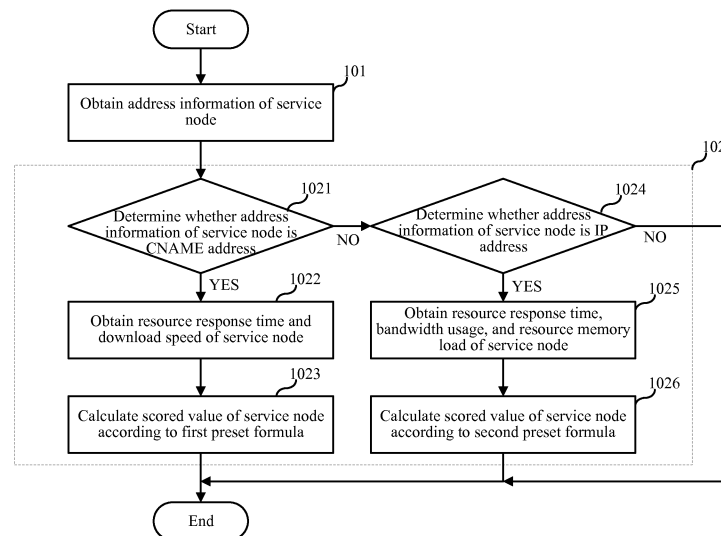 Start
101
Obtain address information of service
node
1021
Determine whether address
information of service node is
CNAME address
NO
1024
Determine whether address
information of service node is IP
address
NO
YES
1022
Obtain resource response time and
download speed of service node
YES
1025
Obtain resource response time,
bandwidth usage, and resource memory
load of service node
1023
Calculate scored value of service node
according to first preset formula
1026
Calculate scored value of service node
according to second preset formula
End